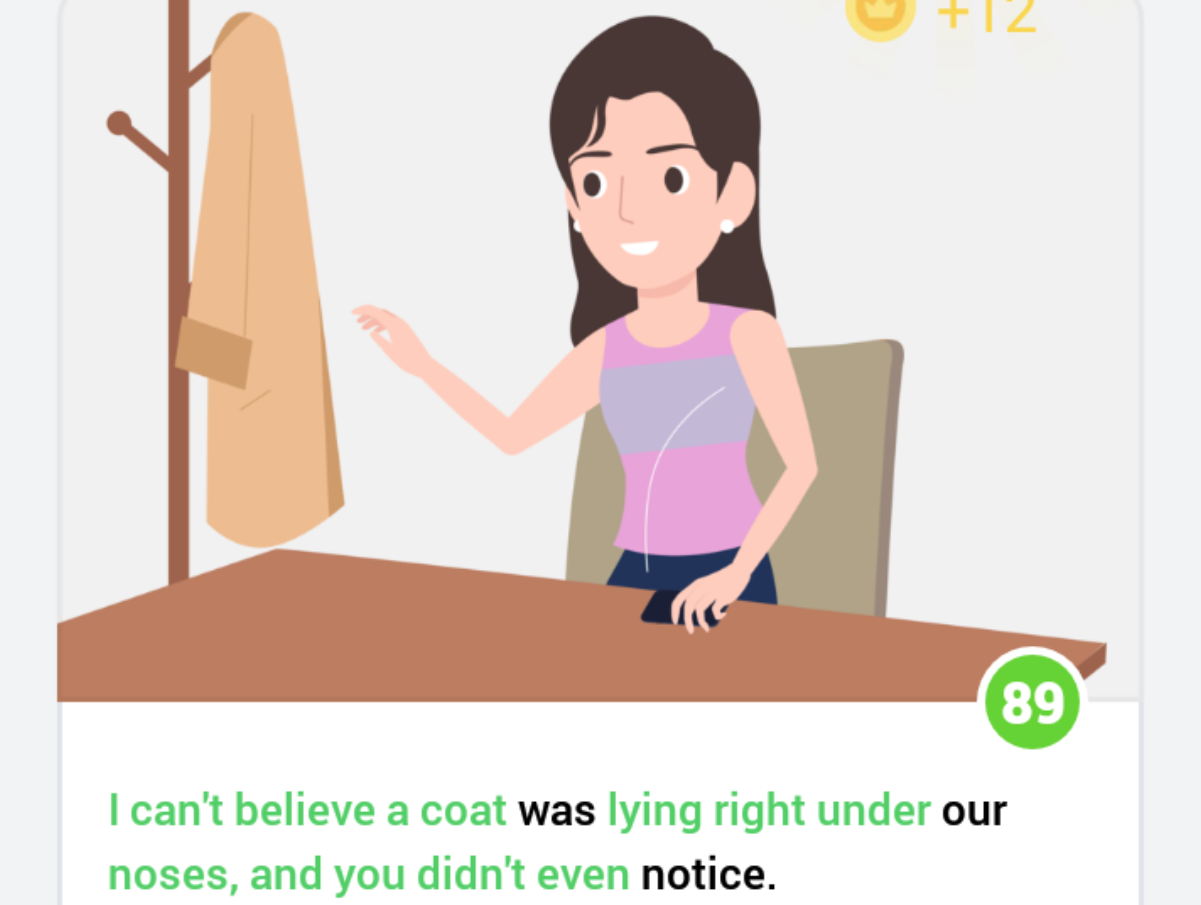 +12
89
I can't believe a coat was lying right under our
noses, and you didn't even notice.